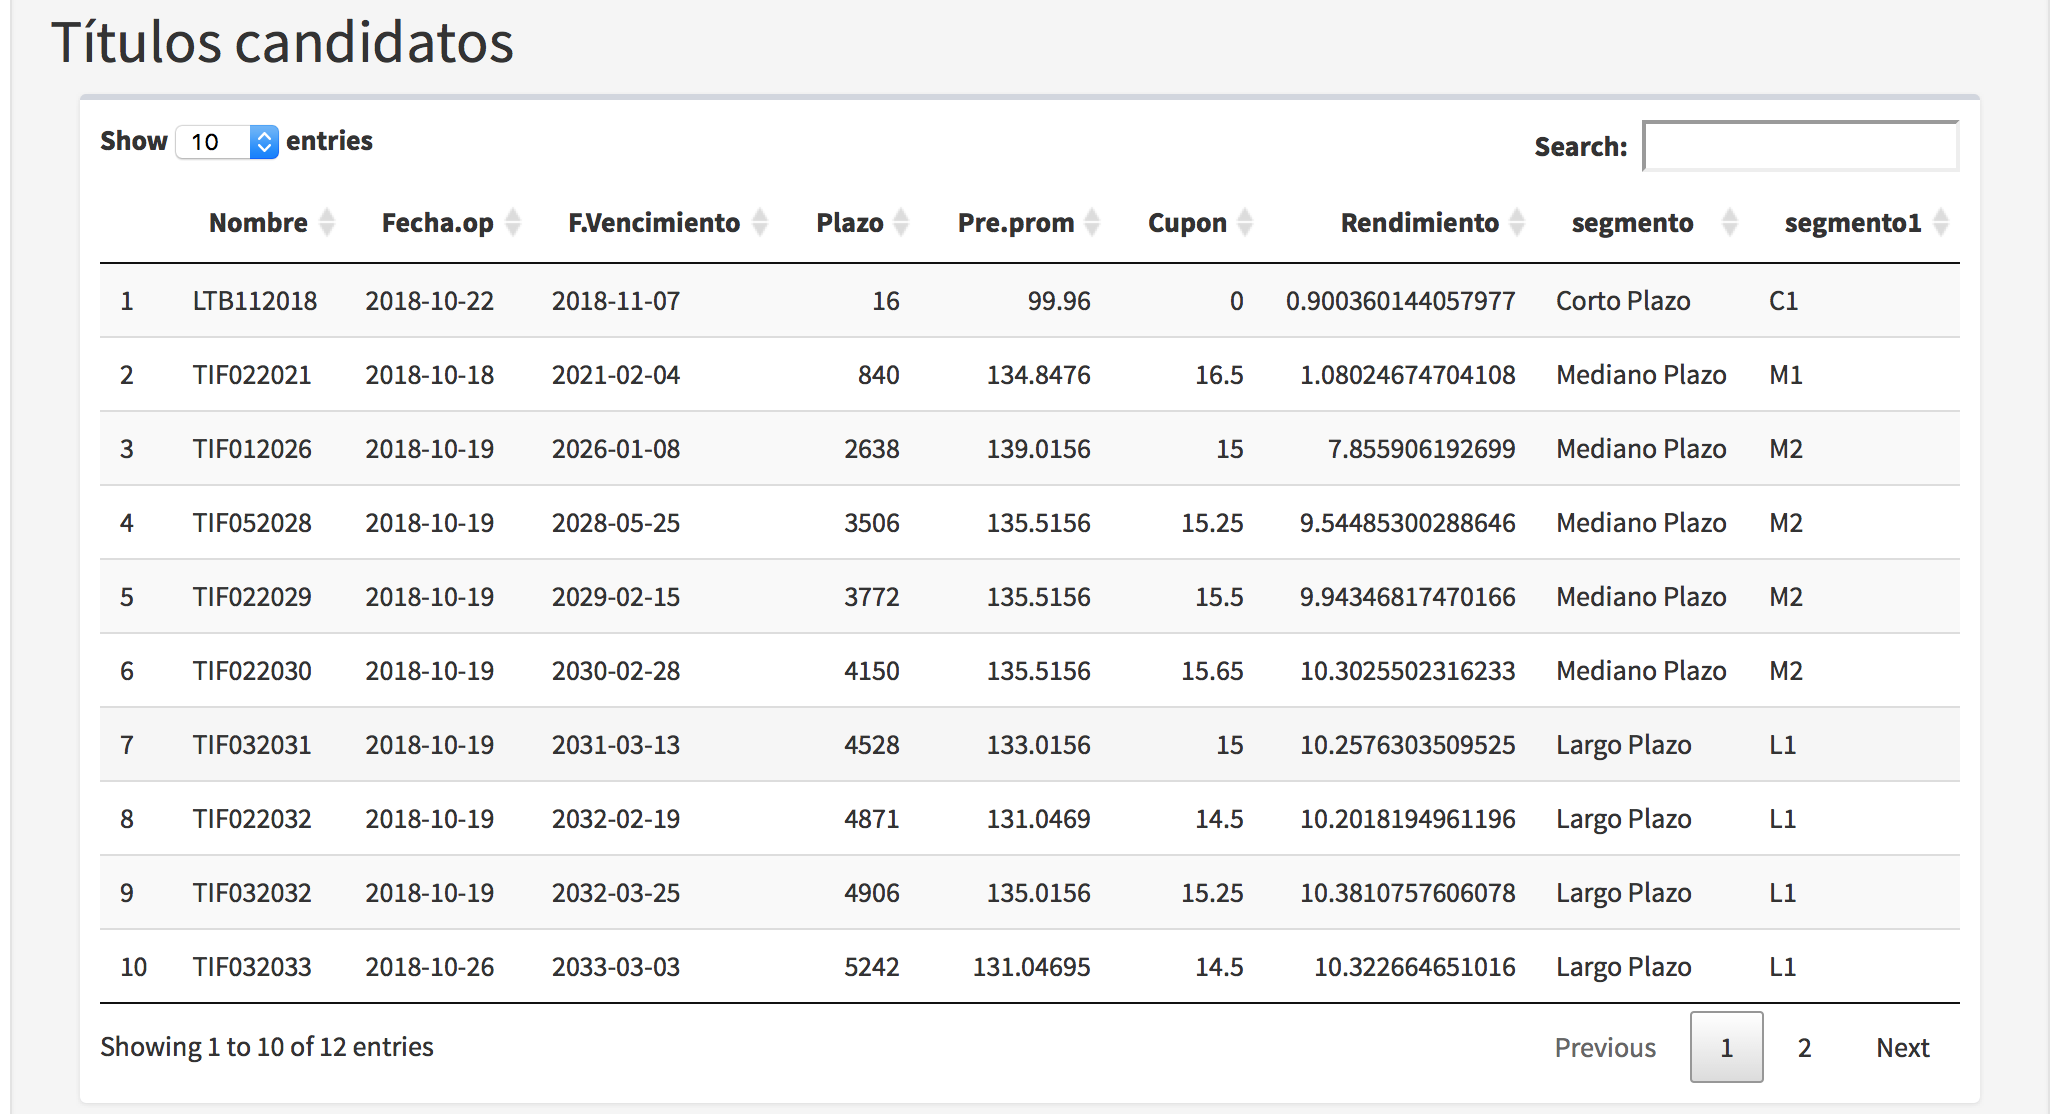 Títulos candidatos
Show 10 entries
Search:
Nombre Fecha.op F.Vencimiento Plazo Pre.prom Cupon Rendimiento segmento segmento1
1 LTB112018 2018-10-22 2018-11-07 16 99.96 0 0.900360144057977 Corto Plazo C1
2 TIF022021 2018-10-18 2021-02-04 840 134.8476 16.5 1.08024674704108 Mediano Plazo M1
3 TIF012026 2018-10-19 2026-01-08 2638 139.0156 15 7.855906192699 Mediano Plazo M2
4 TIF052028 2018-10-19 2028-05-25 3506 135.5156 15.25 9.54485300288646 Mediano Plazo M2
5 TIF022029 2018-10-19 2029-02-15 3772 135.5156 15.5 9.94346817470166 Mediano Plazo M2
6 TIF022030 2018-10-19 2030-02-28 4150 135.5156 15.65 10.3025502316233 Mediano Plazo M2
7 TIF032031 2018-10-19 2031-03-13 4528 133.0156 15 10.2576303509525 Largo Plazo L1
8 TIF022032 2018-10-19 2032-02-19 4871 131.0469 14.5 10.2018194961196 Largo Plazo L1
9 TIF032032 2018-10-19 2032-03-25 4906 135.0156 15.25 10.3810757606078 Largo Plazo L1
10 TIF032033 2018-10-26 2033-03-03 5242 131.04695 14.5 10.322664651016 Largo Plazo L1
Showing 1 to 10 of 12 entries
Previous 1 2 Next